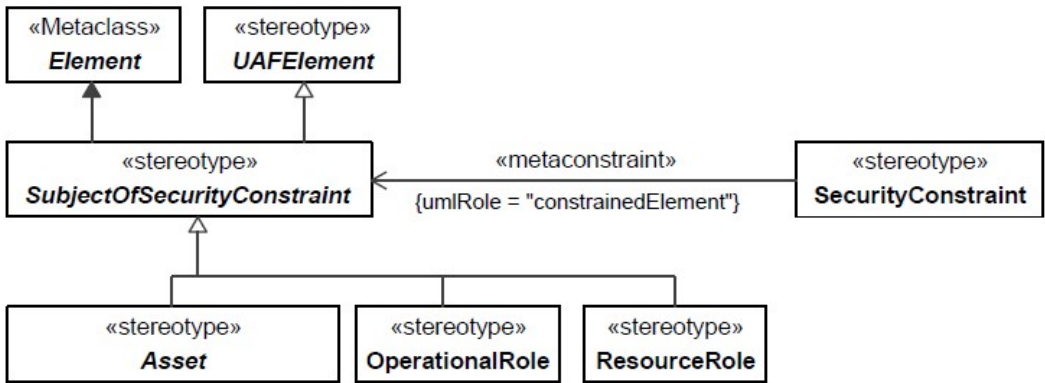 «Metaclass»
Element
«stereotype»
UAFElement
«stereotype»
SubjectOfSecurityConstraint
«metaconstraint»
{umlRole = "constrainedElement"}
«stereotype»
SecurityConstraint
«stereotype»
Asset
«stereotype»
OperationalRole
«stereotype»
ResourceRole